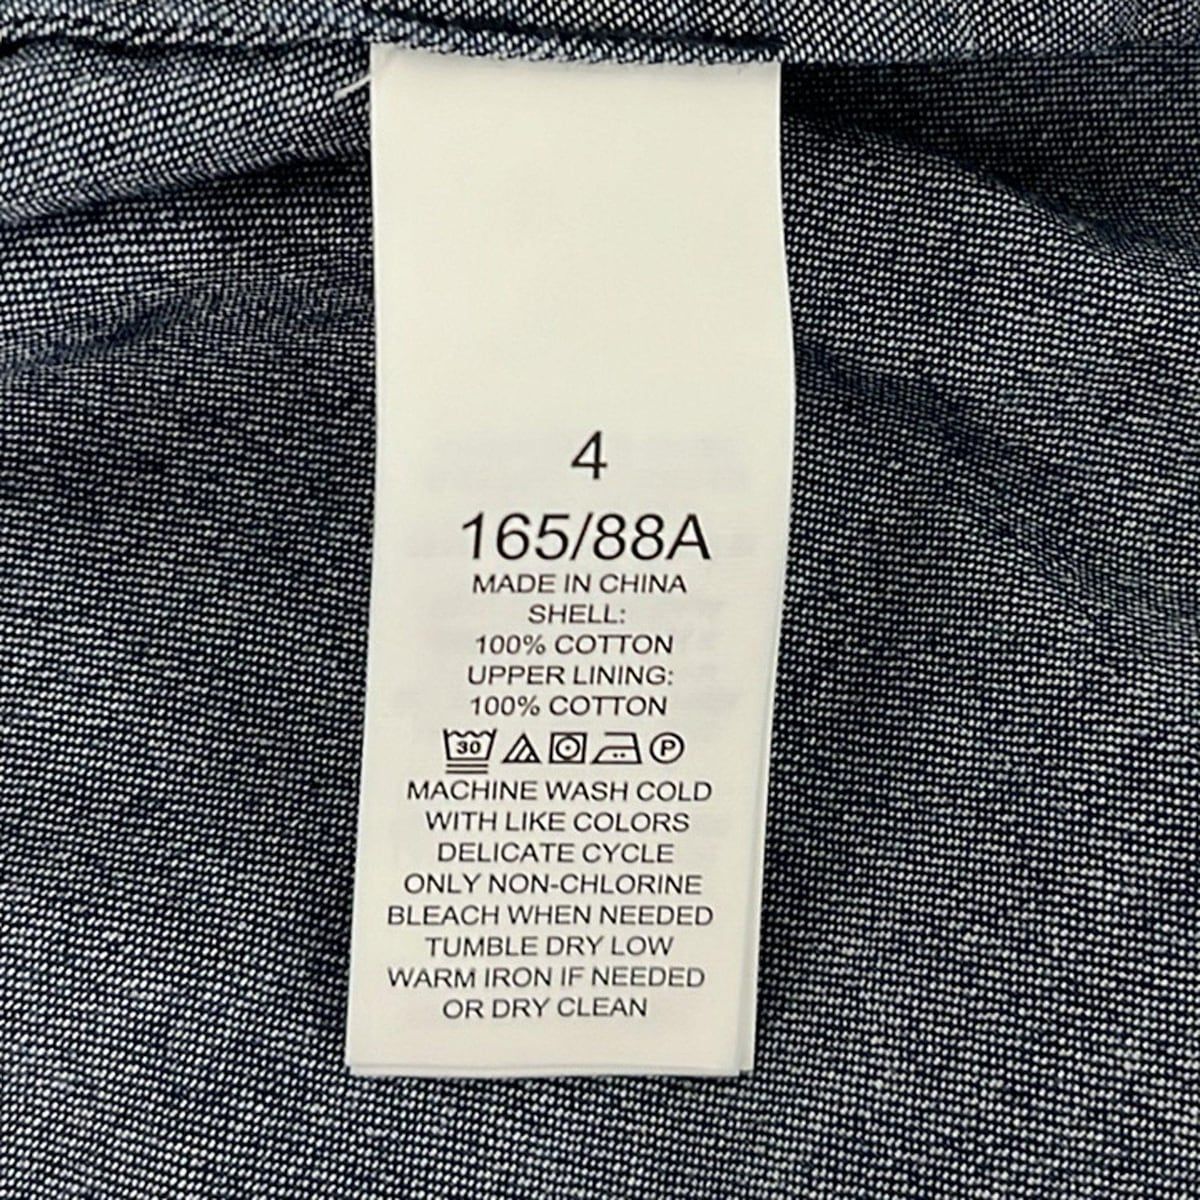 4
165/88A
MADE IN CHINA
SHELL:
100% COTTON
UPPER LINING:
100% COTTON
30 P
MACHINE WASH COLD
WITH LIKE COLORS
DELICATE CYCLE
ONLY NON-CHLORINE
BLEACH WHEN NEEDED
TUMBLE DRY LOW
WARM IRON IF NEEDED
OR DRY CLEAN